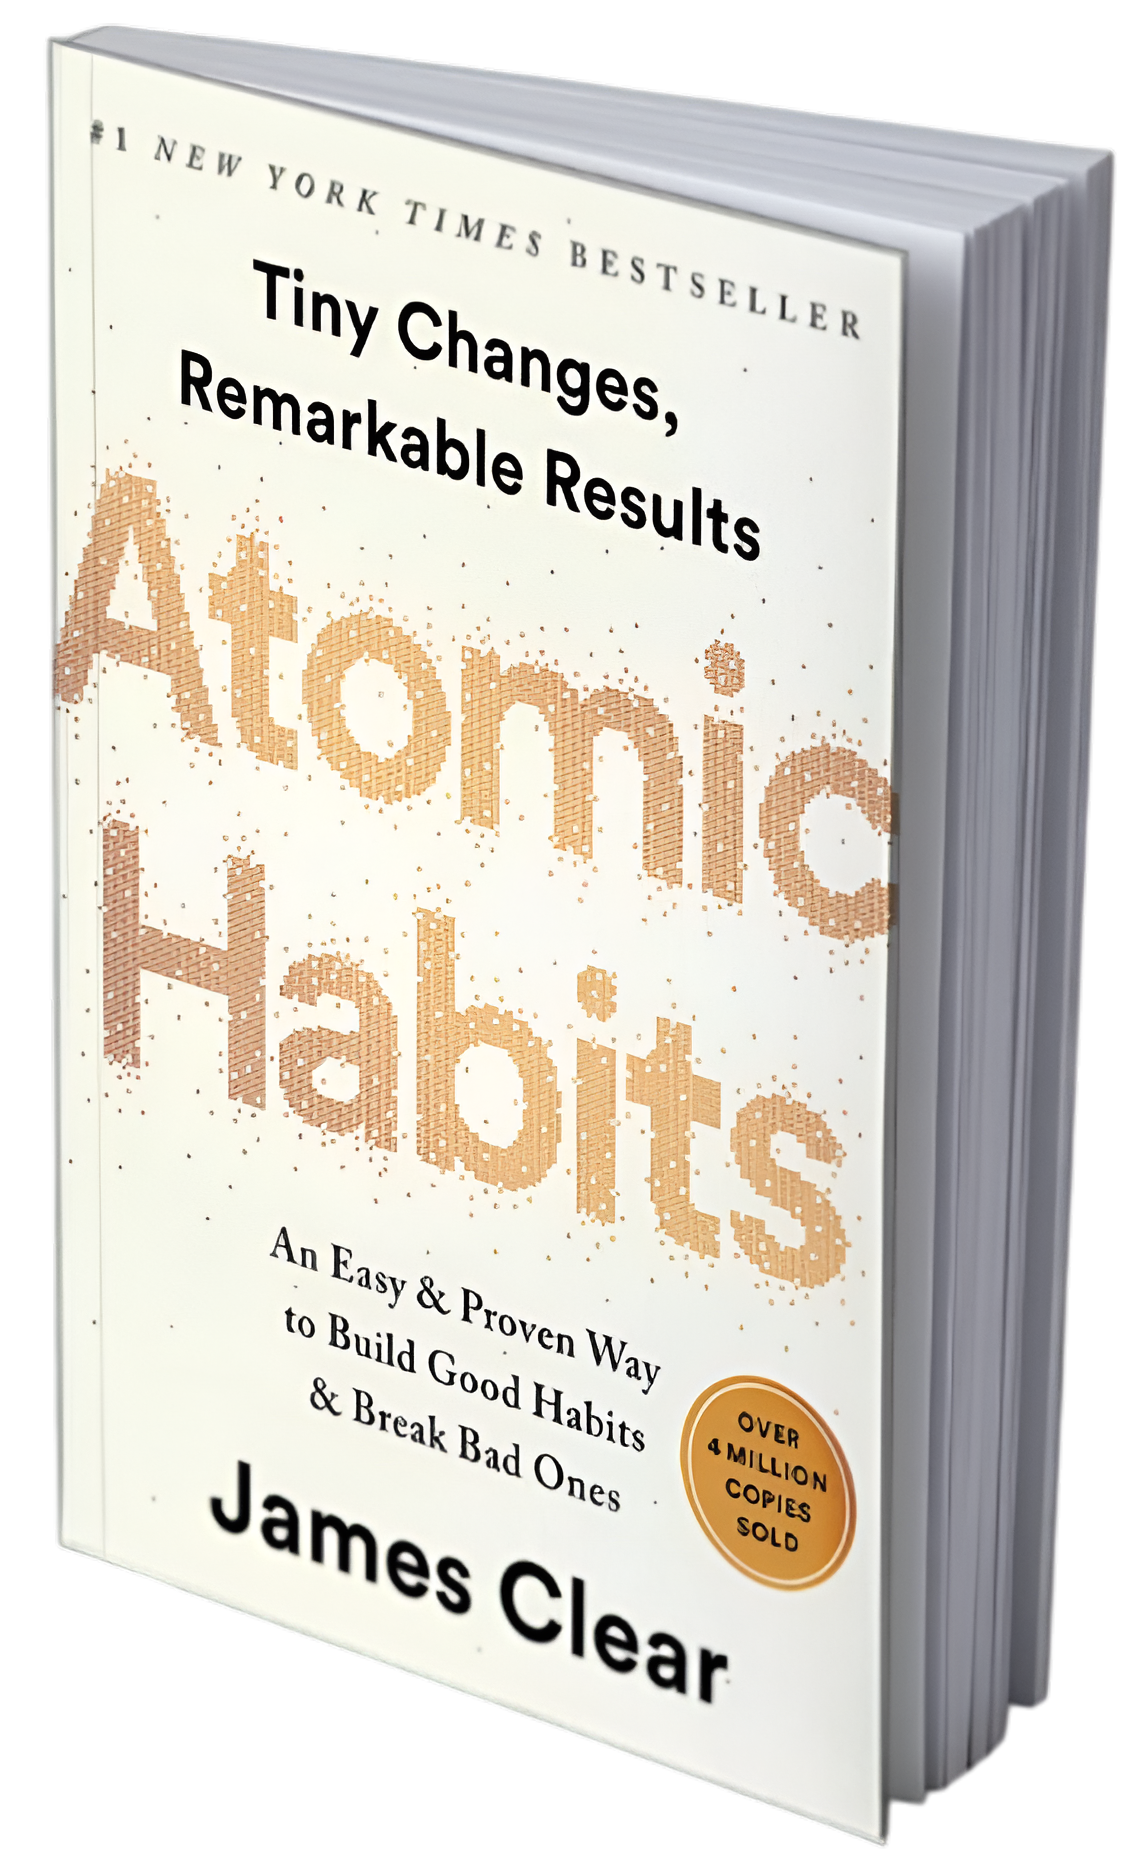 #1 NEW YORK TIMES BESTSELLER
Tiny Changes,
Remarkable Results
Atomic
Habits
An Easy & Proven Way
to Build Good Habits
& Break Bad Ones
OVER
4 MILLION
COPIES
SOLD
James Clear